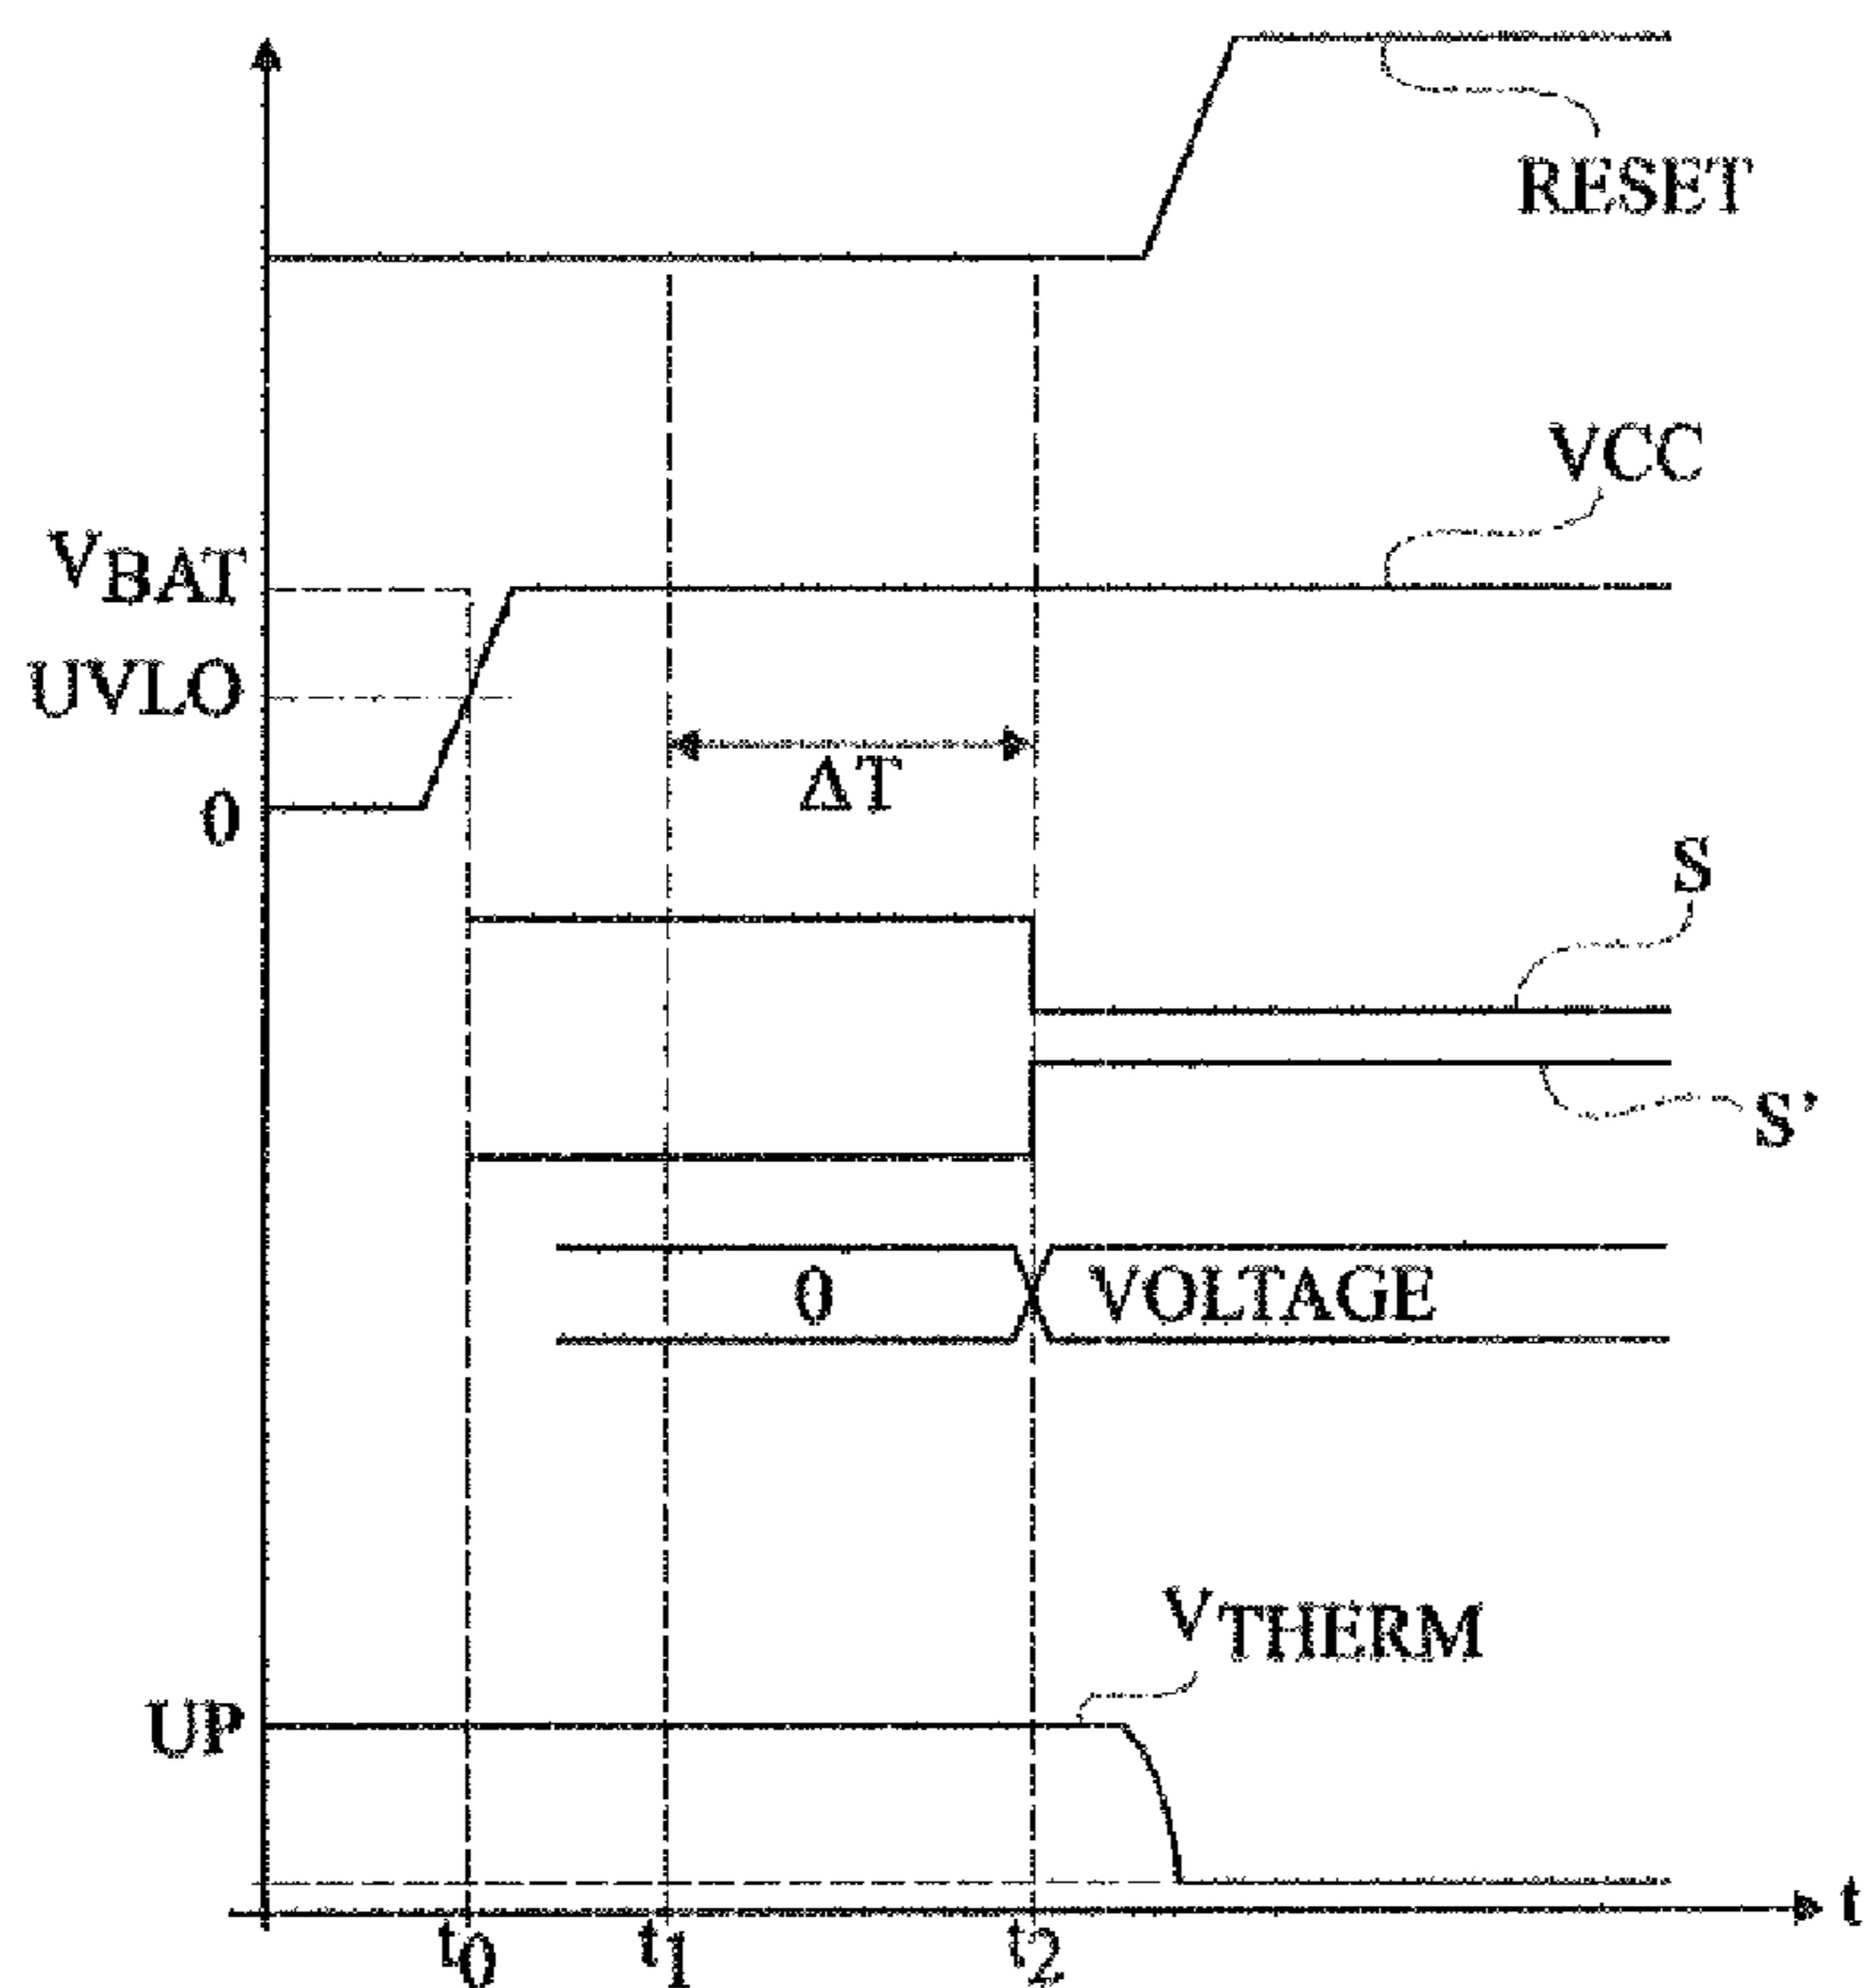 RESET
VCC
VBAT
UVLO
ΔT
0
S
S'
0 VOLTAGE
VTHERM
UP
t
t0 t1 t2